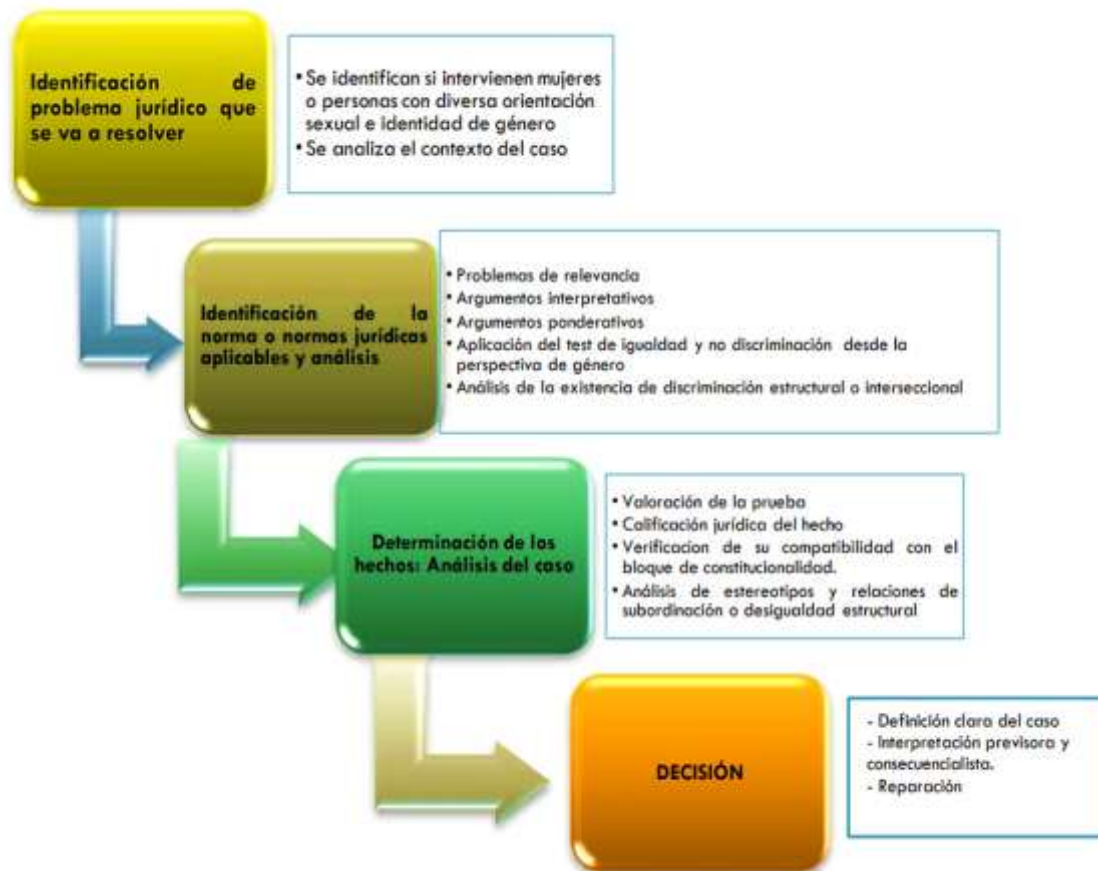 Identificación de
problema jurídico que
se va a resolver
• Se identifican si intervienen mujeres
o personas con diversa orientación
sexual e identidad de género
• Se analiza el contexto del caso
Identificación de la
norma o normas jurídicas
aplicables y análisis
• Problemas de relevancia
• Argumentos interpretativos
• Argumentos ponderativos
• Aplicación del test de igualdad y no discriminación desde la
perspectiva de género
• Análisis de la existencia de discriminación estructural o interseccional
Determinación de los
hechos: Análisis del caso
• Valoración de la prueba
• Calificación jurídica del hecho
• Verificacion de su compatibilidad con el
bloque de constitucionalidad.
• Análisis de estereotipos y relaciones de
subordinación o desigualdad estructural
DECISIÓN
- Definición clara del caso
- Interpretación previsora y
consecuencialista.
- Reparación